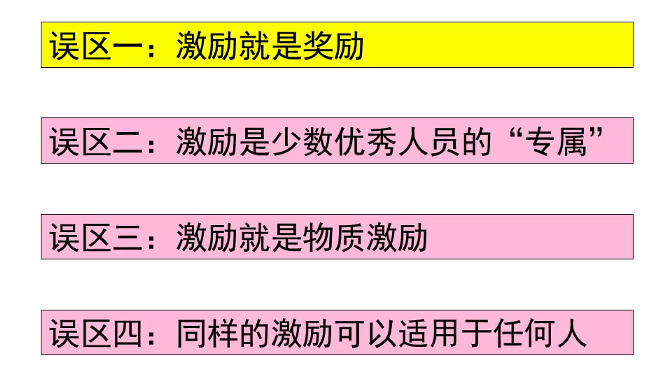 误区一：激励就是奖励
误区二：激励是少数优秀人员的“专属”
误区三：激励就是物质激励
误区四：同样的激励可以适用于任何人